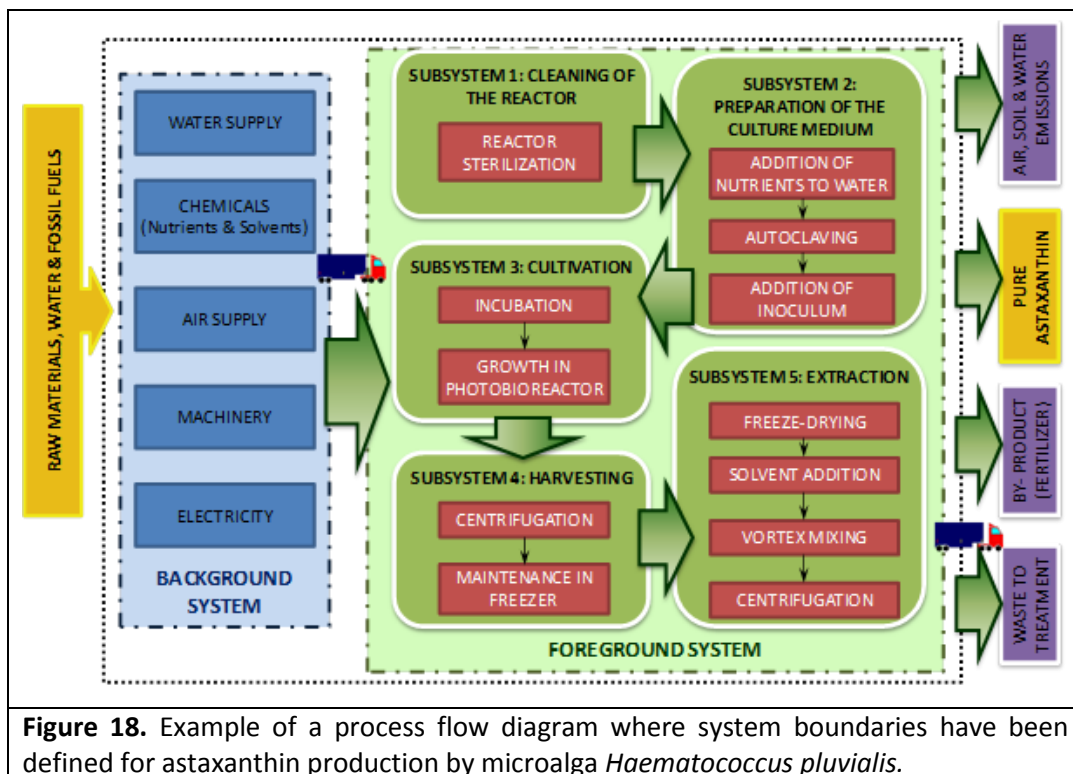 RAW MATERIALS, WATER & FOSSIL FUELS
WATER SUPPLY
CHEMICALS
(Nutrients & Solvents)
AIR SUPPLY
MACHINERY
ELECTRICITY
BACKGROUND
SYSTEM
SUBSYSTEM 1: CLEANING OF
THE REACTOR
REACTOR
STERILIZATION
SUBSYSTEM 2:
PREPARATION OF THE
CULTURE MEDIUM
ADDITION OF
NUTRIENTS TO WATER
AUTOCLAVING
ADDITION OF
INOCULUM
SUBSYSTEM 3: CULTIVATION
INCUBATION
GROWTH IN
PHOTOBIOREACTOR
SUBSYSTEM 4: HARVESTING
CENTRIFUGATION
MAINTENANCE IN
FREEZER
SUBSYSTEM 5: EXTRACTION
FREEZE-DRYING
SOLVENT ADDITION
VORTEX MIXING
CENTRIFUGATION
FOREGROUND SYSTEM
AIR, SOIL & WATER
EMISSIONS
PURE
ASTAXANTHIN
BY- PRODUCT
(FERTILIZER)
WASTE TO
TREATMENT
Figure 18. Example of a process flow diagram where system boundaries have been
defined for astaxanthin production by microalga Haematococcus pluvialis.